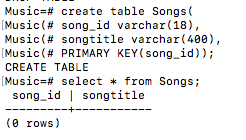 Music=# create table Songs(
[Music(# song_id varchar(18),
[Music(# songtitle varchar(400),
[Music(# PRIMARY KEY(song_id));
CREATE TABLE
[Music=# select * from Songs;
 song_id | songtitle
---------+-----------
(0 rows)